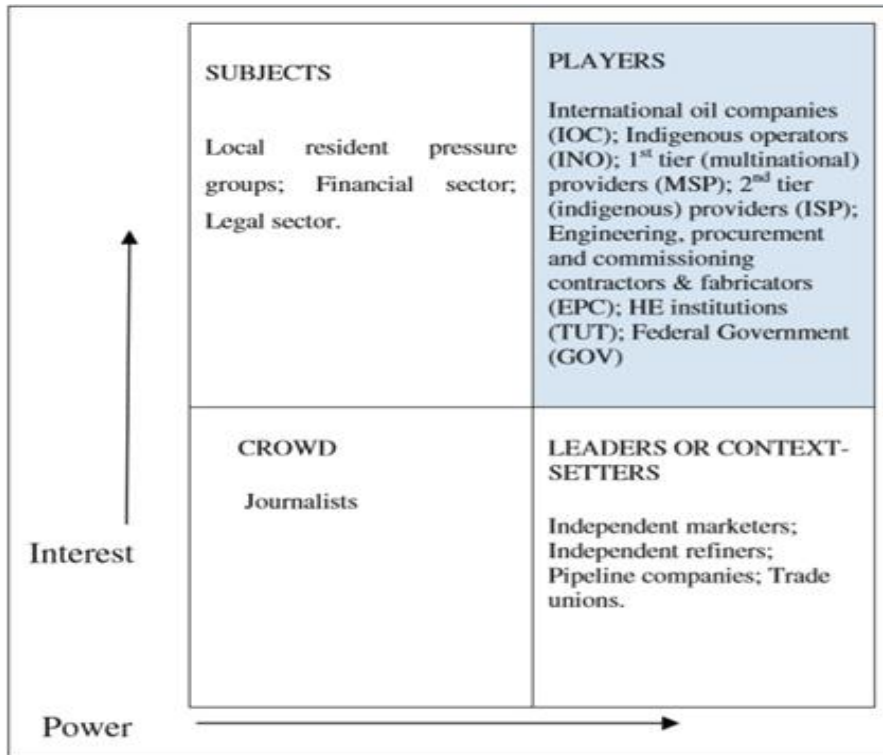 SUBJECTS
Local resident pressure
groups; Financial sector;
Legal sector.
PLAYERS
International oil companies
(IOC); Indigenous operators
(INO); 1st tier (multinational)
providers (MSP); 2nd tier
(indigenous) providers (ISP);
Engineering, procurement
and commissioning
contractors & fabricators
(EPC); HE institutions
(TUT); Federal Government
(GOV)
CROWD
Journalists
LEADERS OR CONTEXT-
SETTERS
Independent marketers;
Independent refiners;
Pipeline companies; Trade
unions.
Interest
Power